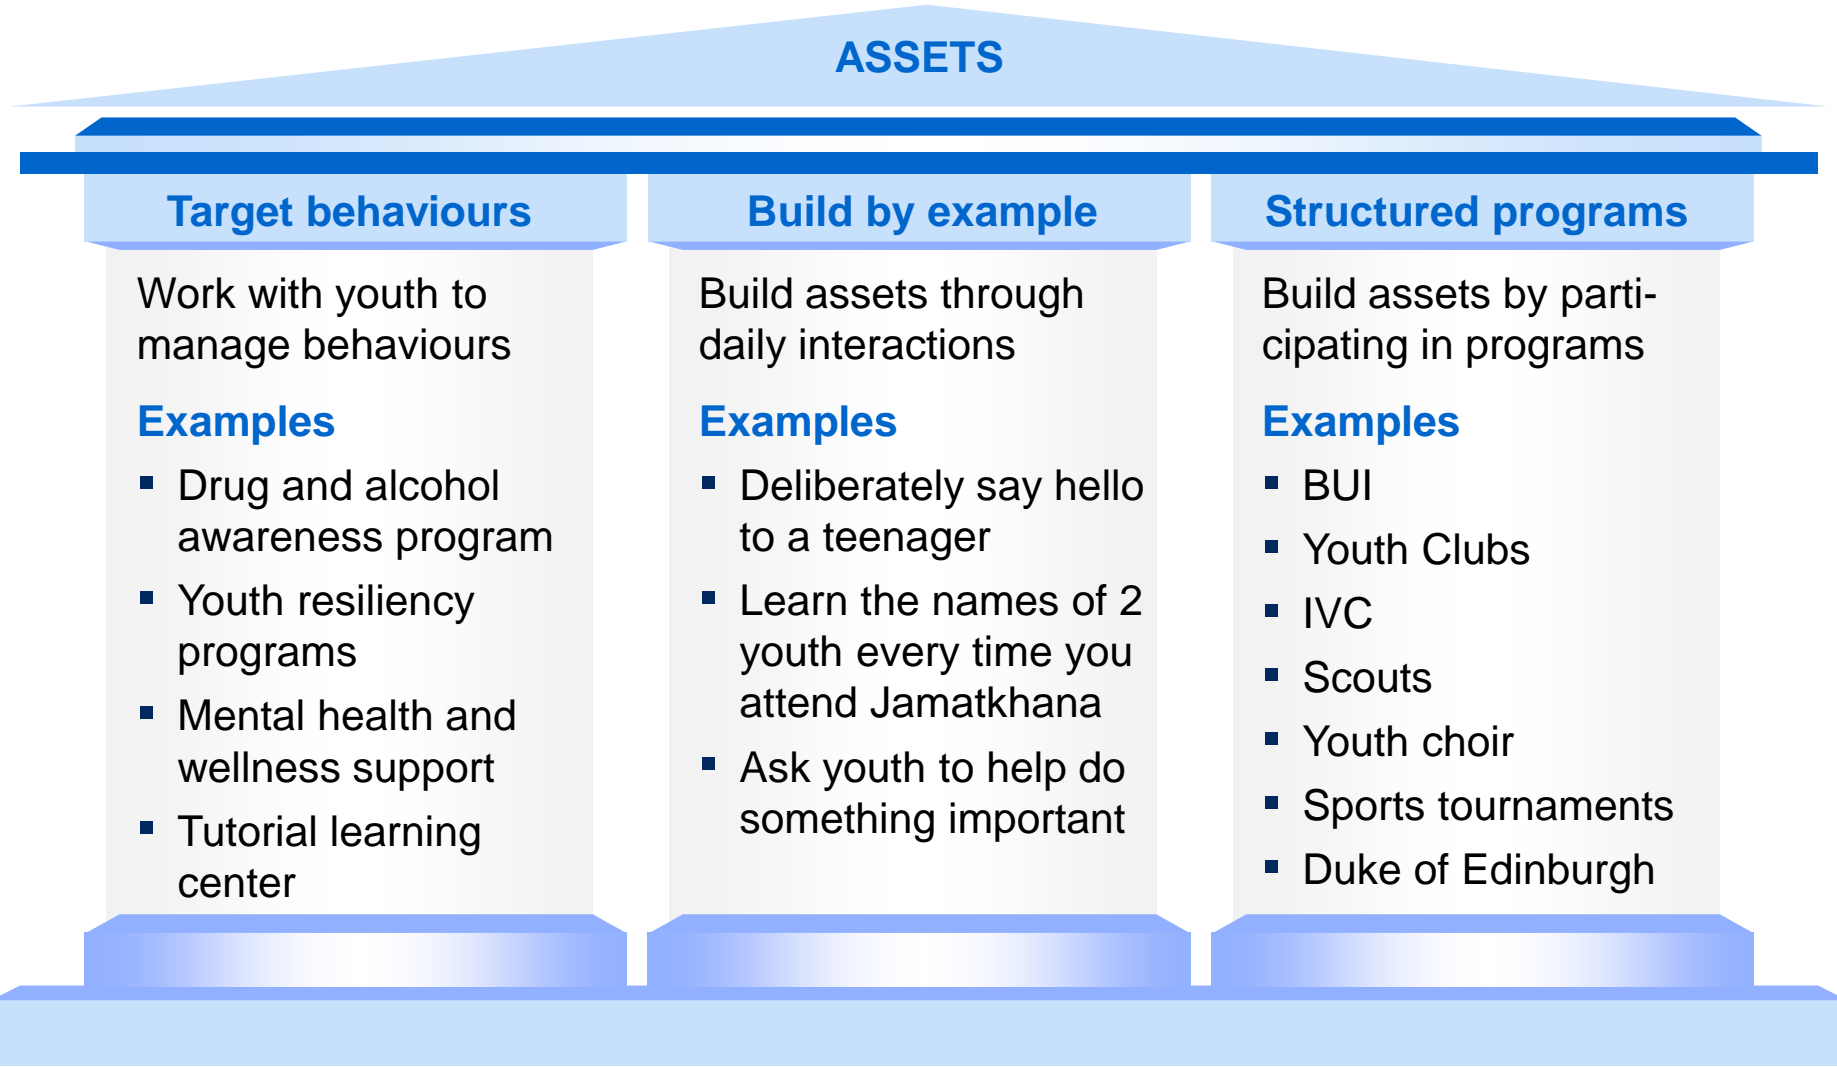 ASSETS
Target behaviours
Work with youth to
manage behaviours
Examples
▪ Drug and alcohol
awareness program
▪ Youth resiliency
programs
▪ Mental health and
wellness support
▪ Tutorial learning
center
Build by example
Build assets through
daily interactions
Examples
▪ Deliberately say hello
to a teenager
▪ Learn the names of 2
youth every time you
attend Jamatkhana
▪ Ask youth to help do
something important
Structured programs
Build assets by parti-
cipating in programs
Examples
▪ BUI
▪ Youth Clubs
▪ IVC
▪ Scouts
▪ Youth choir
▪ Sports tournaments
▪ Duke of Edinburgh